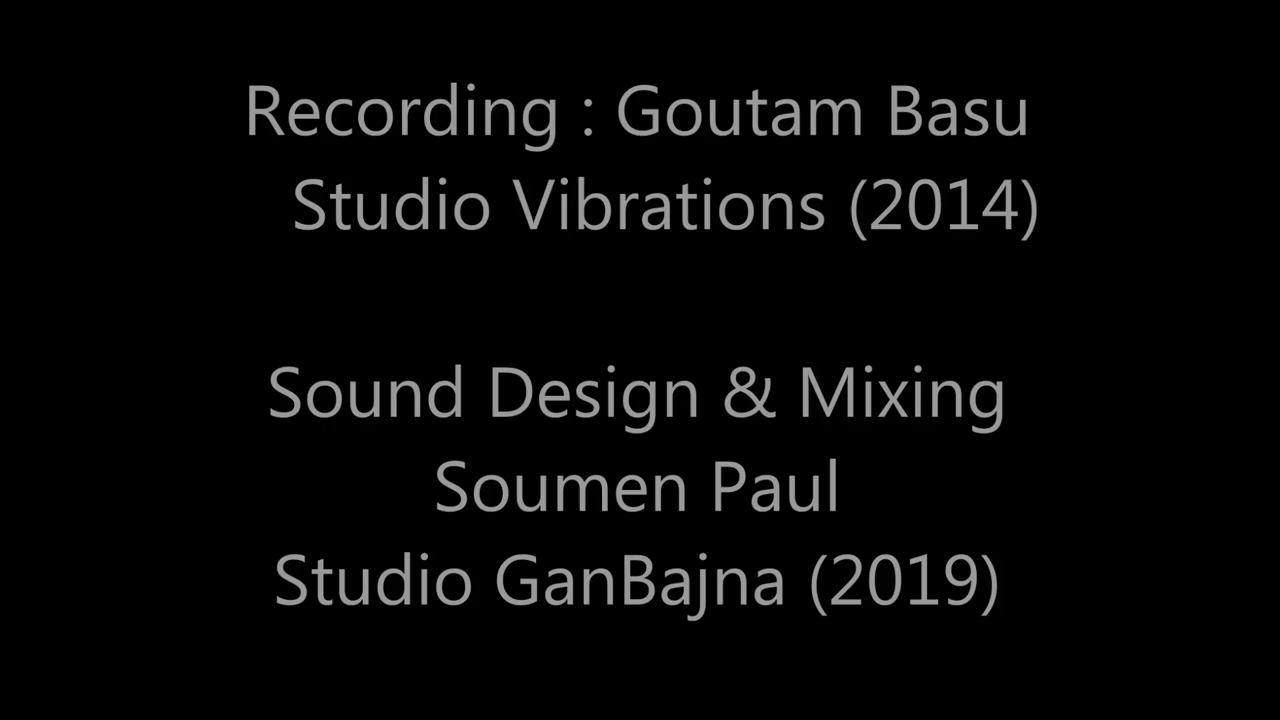 Recording : Goutam Basu
Studio Vibrations (2014)
Sound Design & Mixing
Soumen Paul
Studio GanBajna (2019)